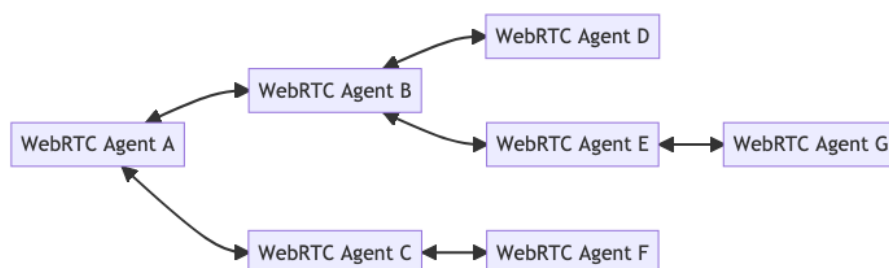 WebRTC Agent D
WebRTC Agent B
WebRTC Agent A
WebRTC Agent E
WebRTC Agent G
WebRTC Agent C
WebRTC Agent F